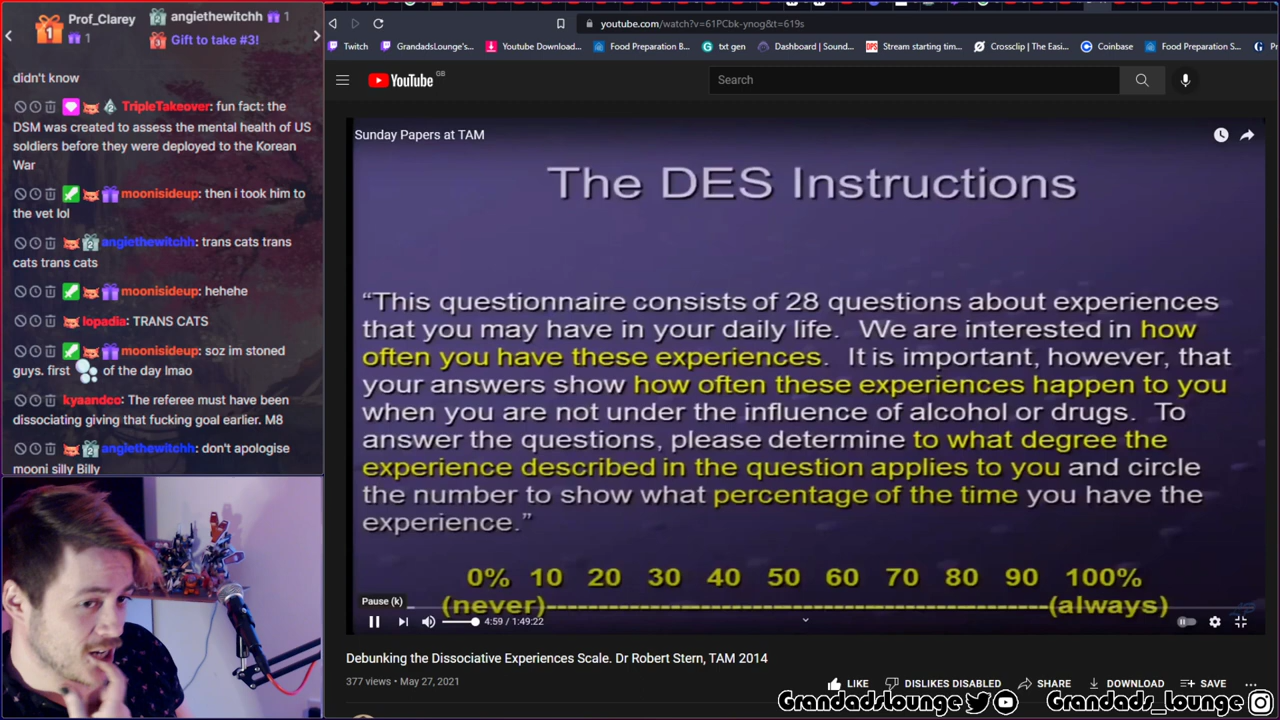 Prof_Clarey
1
1
2 angiethewitchh 1
Gift to take #3!
didn't know
2 TripleTakeover: fun fact: the
DSM was created to assess the mental health of US
soldiers before they were deployed to the Korean
War
moonisideup: then i took him to
the vet lol
2 angiethewitchh: trans cats trans
cats trans cats
moonisideup: hehehe
lopadia: TRANS CATS
moonisideup: soz im stoned
guys. first of the day lmao
kyaandco: The referee must have been
dissociating giving that fucking goal earlier. M8
2 angiethewitchh: don't apologise
mooni silly Billy
youtube.com/watch?v=61PCbk-ynog&t=619s
Twitch GrandadsLounge's... Youtube Download... Food Preparation B... txt gen Dashboard | Sound... Stream starting tim... Crossclip | The Easi... Coinbase Food Preparation S...
YouTube GB
Search
Sunday Papers at TAM
The DES Instructions
“This questionnaire consists of 28 questions about experiences
that you may have in your daily life. We are interested in how
often you have these experiences. It is important, however, that
your answers show how often these experiences happen to you
when you are not under the influence of alcohol or drugs. To
answer the questions, please determine to what degree the
experience described in the question applies to you and circle
the number to show what percentage of the time you have the
experience.”
0% 10 20 30 40 50 60 70 80 90 100%
(never)------------------------------------------------(always)
Pause (k)
4:59 / 1:49:22
Debunking the Dissociative Experiences Scale. Dr Robert Stern, TAM 2014
377 views • May 27, 2021
LIKE DISLIKES DISABLED SHARE DOWNLOAD SAVE ...
Grandadslounge Grandads_lounge